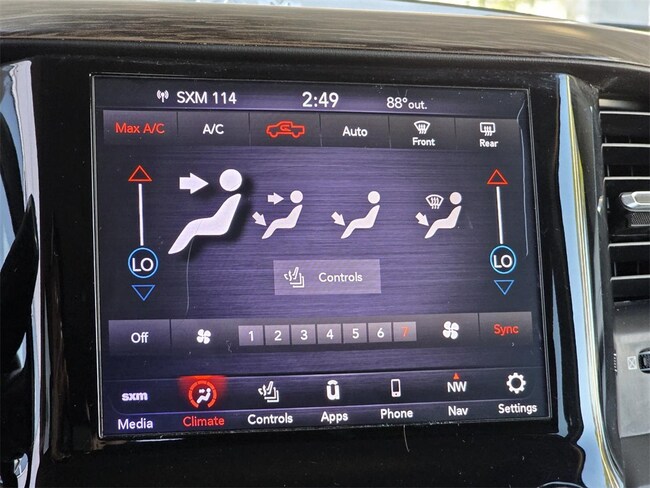 SXM 114 2:49 88°out.
Max A/C A/C Auto Front Rear
LO LO
Controls
Off 1 2 3 4 5 6 7 Sync
sxm NW
Media Climate Controls Apps Phone Nav Settings